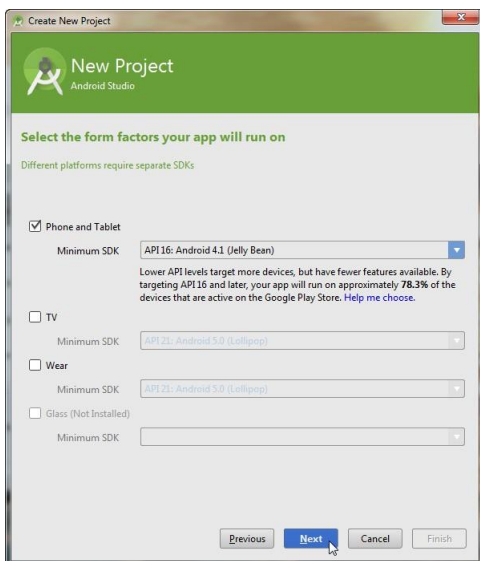 Create New Project
New Project
Android Studio
Select the form factors your app will run on
Different platforms require separate SDKs
Phone and Tablet
Minimum SDK API 16: Android 4.1 (Jelly Bean)
Lower API levels target more devices, but have fewer features available. By
targeting API 16 and later, your app will run on approximately 78.3% of the
devices that are active on the Google Play Store. Help me choose.
TV
Minimum SDK API 21: Android 5.0 (Lollipop)
Wear
Minimum SDK API 21: Android 5.0 (Lollipop)
Glass (Not Installed)
Minimum SDK
Previous Next Cancel Finish